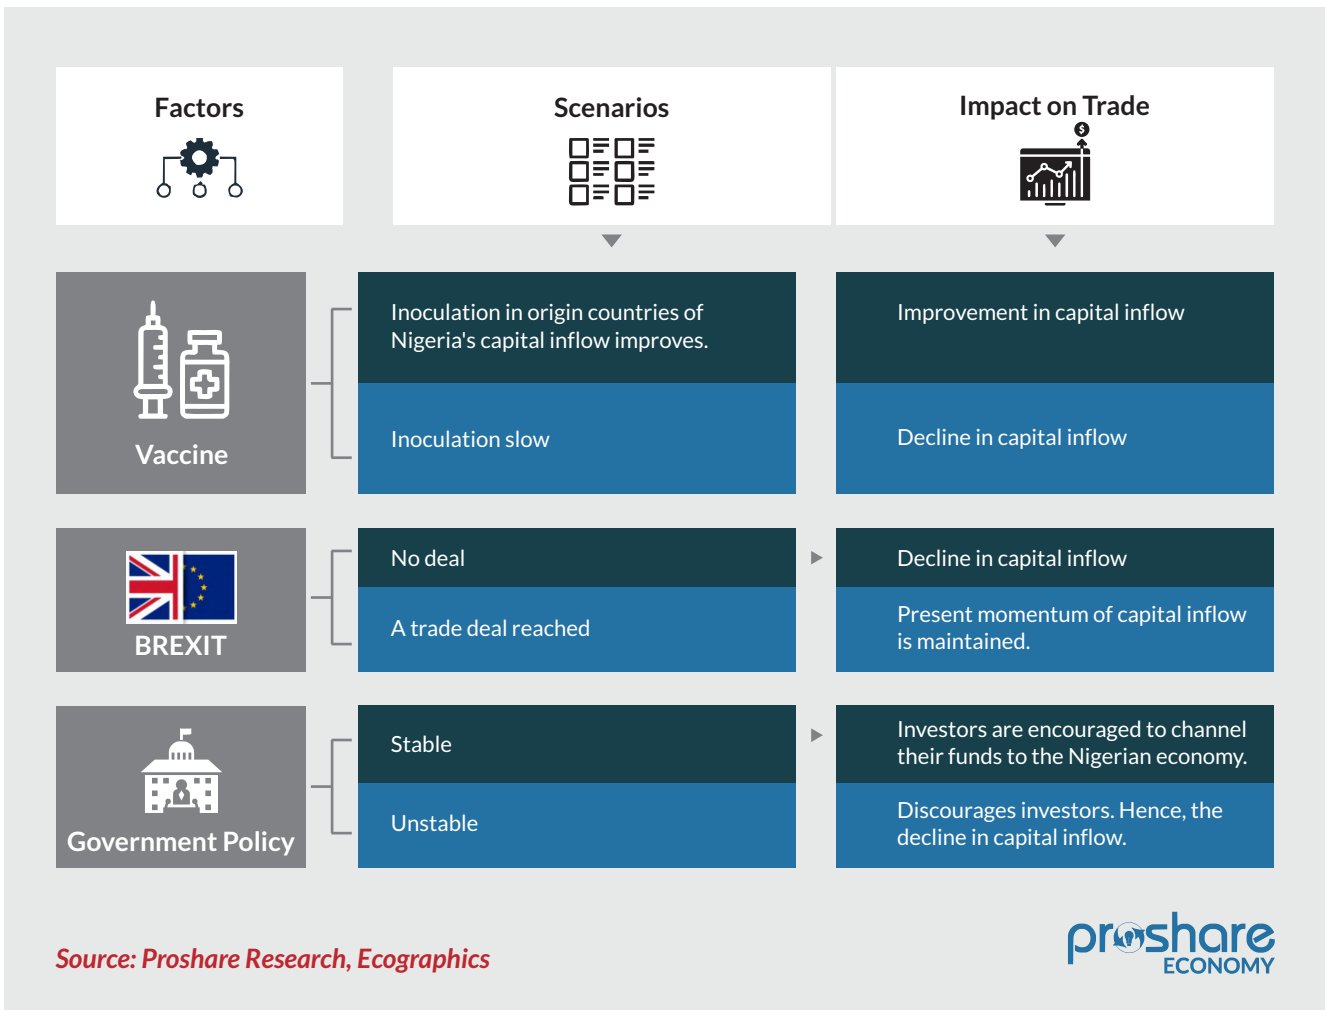 Factors
Scenarios
Impact on Trade
$
Inoculation in origin countries of
Nigeria's capital inflow improves.
Improvement in capital inflow
Inoculation slow
Decline in capital inflow
Vaccine
No deal
Decline in capital inflow
A trade deal reached
Present momentum of capital inflow
is maintained.
BREXIT
Stable
Investors are encouraged to channel
their funds to the Nigerian economy.
Unstable
Discourages investors. Hence, the
decline in capital inflow.
Government Policy
Source: Proshare Research, Ecographics
proshare
ECONOMY